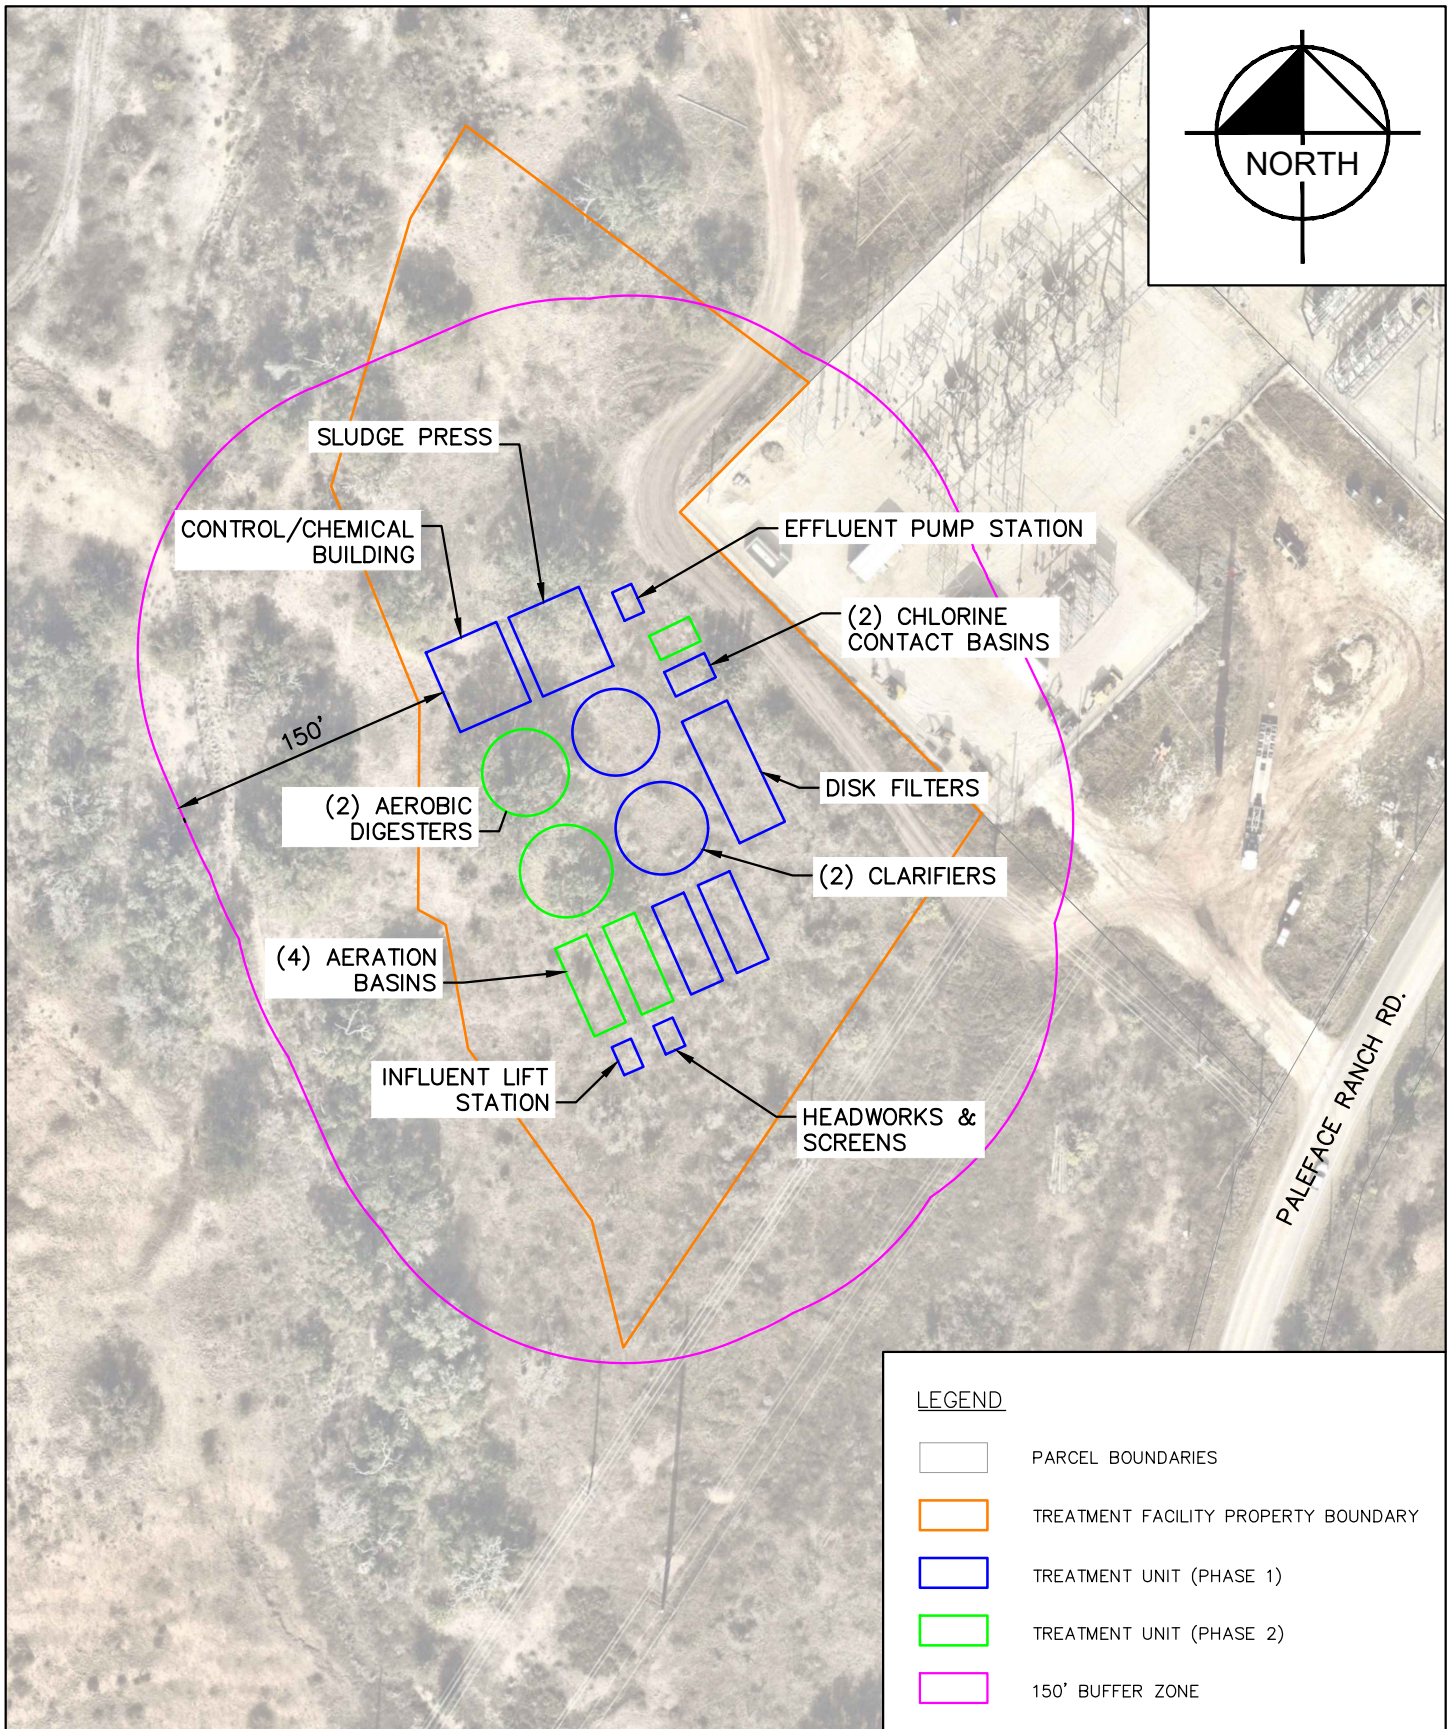 NORTH
SLUDGE PRESS
CONTROL/CHEMICAL
BUILDING
EFFLUENT PUMP STATION
(2) CHLORINE
CONTACT BASINS
150'
DISK FILTERS
(2) AEROBIC
DIGESTERS
(2) CLARIFIERS
(4) AERATION
BASINS
INFLUENT LIFT
STATION
HEADWORKS &
SCREENS
PALEFACE RANCH RD.
LEGEND
PARCEL BOUNDARIES
TREATMENT FACILITY PROPERTY BOUNDARY
TREATMENT UNIT (PHASE 1)
TREATMENT UNIT (PHASE 2)
150' BUFFER ZONE